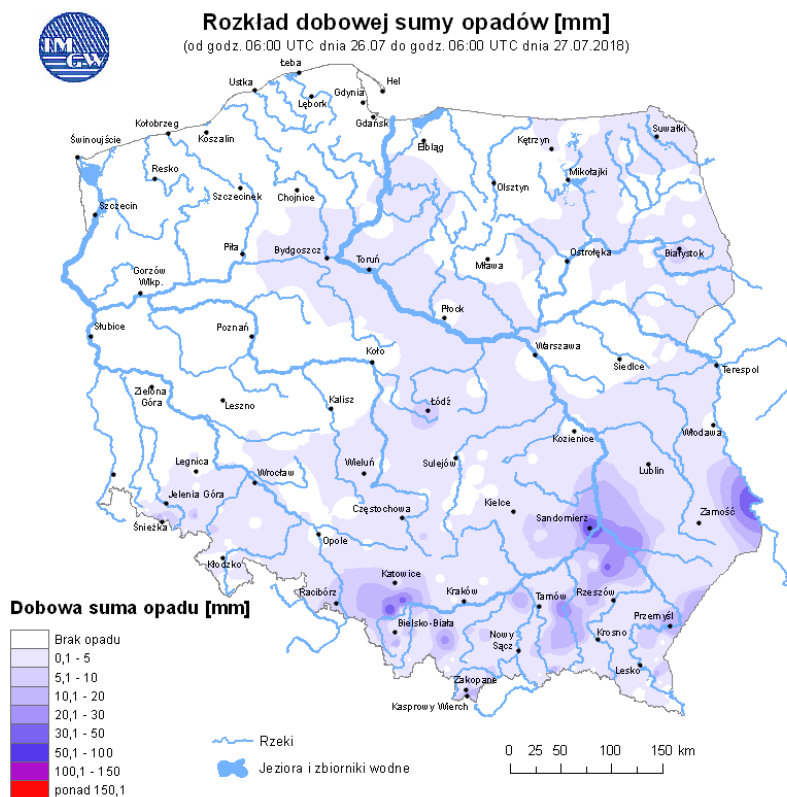 IM
GW
Rozkład dobowej sumy opadów [mm]
(od godz. 06:00 UTC dnia 26.07 do godz. 06:00 UTC dnia 27.07.2018)
Łeba
Hel
Ustka
Lębork
Gdynia
Gdańsk
Kołobrzeg
Koszalin
Elbląg
Kętrzyn
Suwałki
Świnoujście
Resko
Szczecinek
Chojnice
Olsztyn
Mikołajki
Szczecin
Piła
Bydgoszcz
Toruń
Mława
Ostrołęka
Białystok
Gorzów
Wlkp.
Płock
Słubice
Poznań
Koło
Warszawa
Siedlce
Terespol
Zielona
Góra
Leszno
Kalisz
Łódź
Kozienice
Włodawa
Legnica
Wrocław
Wieluń
Sulejów
Lublin
Jelenia Góra
Częstochowa
Kielce
Sandomierz
Zamość
Śnieżka
Opole
Kłodzko
Katowice
Racibórz
Kraków
Tarnów
Rzeszów
Przemyśl
Bielsko-Biała
Nowy
Sącz
Krosno
Lesko
Zakopane
Kasprowy Wierch
Dobowa suma opadu [mm]
Brak opadu
0,1 - 5
5,1 - 10
10,1 - 20
20,1 - 30
30,1 - 50
50,1 - 100
100,1 - 150
ponad 150,1
Rzeki
Jeziora i zbiorniki wodne
0 25 50 100 150 km